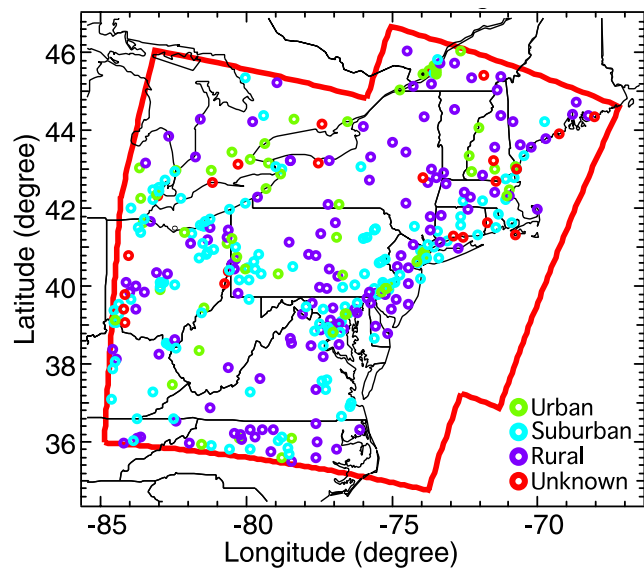 46
44
42
40
38
36
Latitude (degree)
Urban
Suburban
Rural
Unknown
-85
-80
-75
-70
Longitude (degree)